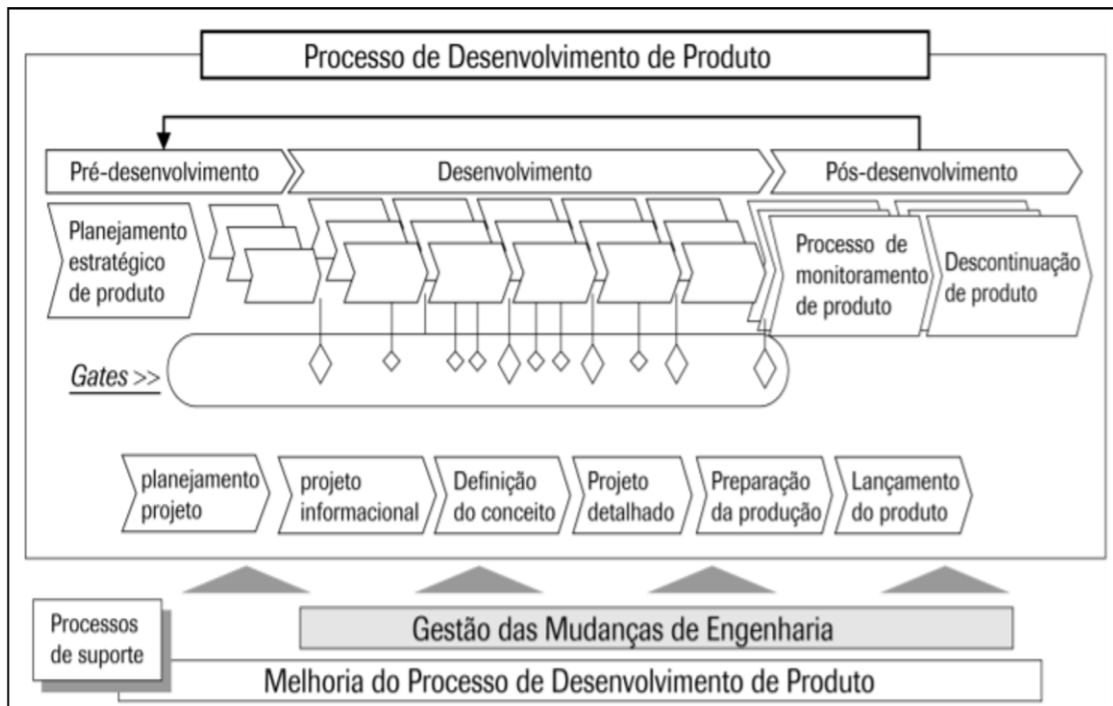 Processo de Desenvolvimento de Produto
Pré-desenvolvimento
Desenvolvimento
Pós-desenvolvimento
Planejamento
estratégico
de produto
Processo de
monitoramento
de produto
Descontinuação
de produto
Gates >>
planejamento
projeto
projeto
informacional
Definição
do conceito
Projeto
detalhado
Preparação
da produção
Lançamento
do produto
Processos
de suporte
Gestão das Mudanças de Engenharia
Melhoria do Processo de Desenvolvimento de Produto